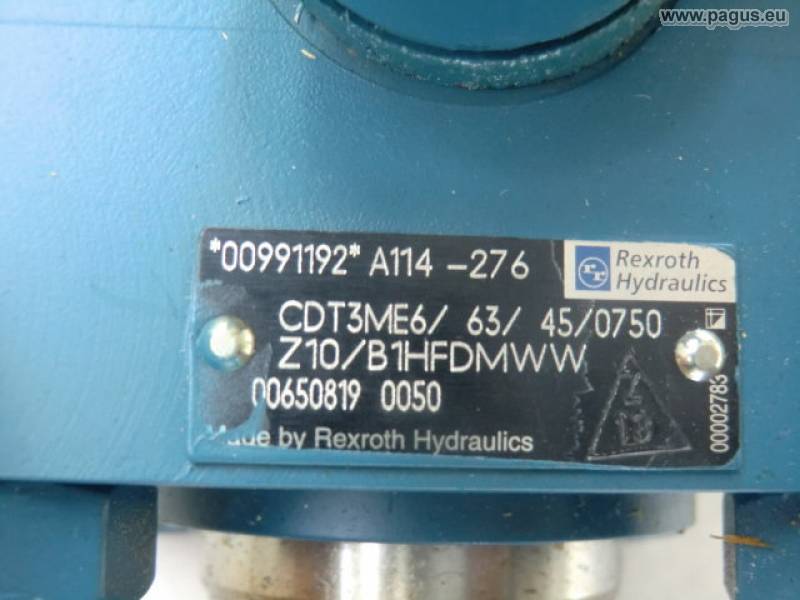 www.pagus.eu
*00991192* A114 -276
Rexroth
Hydraulics
CDT3ME6/ 63/ 45/0750
Z10/B1HFDMWW
00650819 0050
by Rexroth Hydraulics
00002783